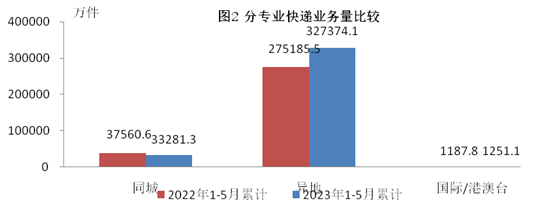 图2 分专业快递业务量比较
万件
400000
300000
200000
100000
0
37560.6 33281.3
275185.5 327374.1
1187.8 1251.1
同城 异地 国际/港澳台
2022年1-5月累计 2023年1-5月累计